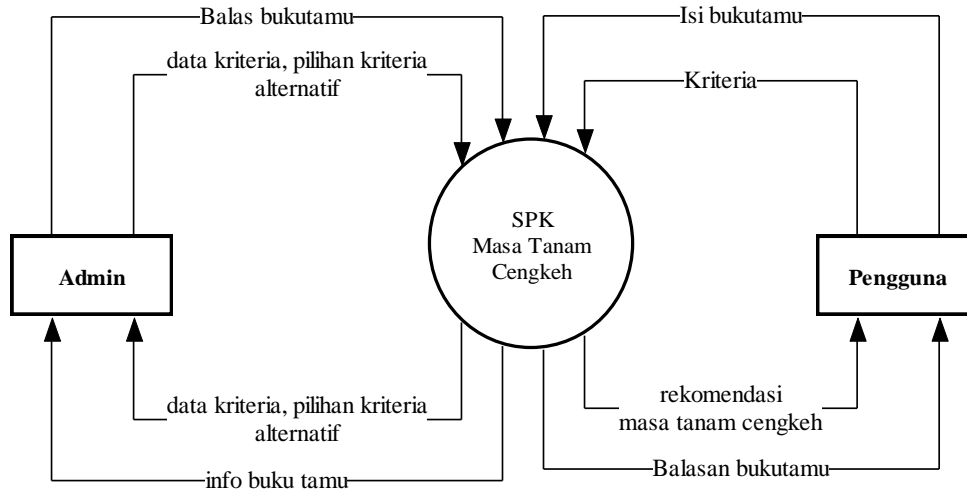 Balas bukutamu
Isi bukutamu
data kriteria, pilihan kriteria
alternatif
Kriteria
SPK
Masa Tanam
Cengkeh
Admin
Pengguna
data kriteria, pilihan kriteria
alternatif
rekomendasi
masa tanam cengkeh
info buku tamu
Balasan bukutamu